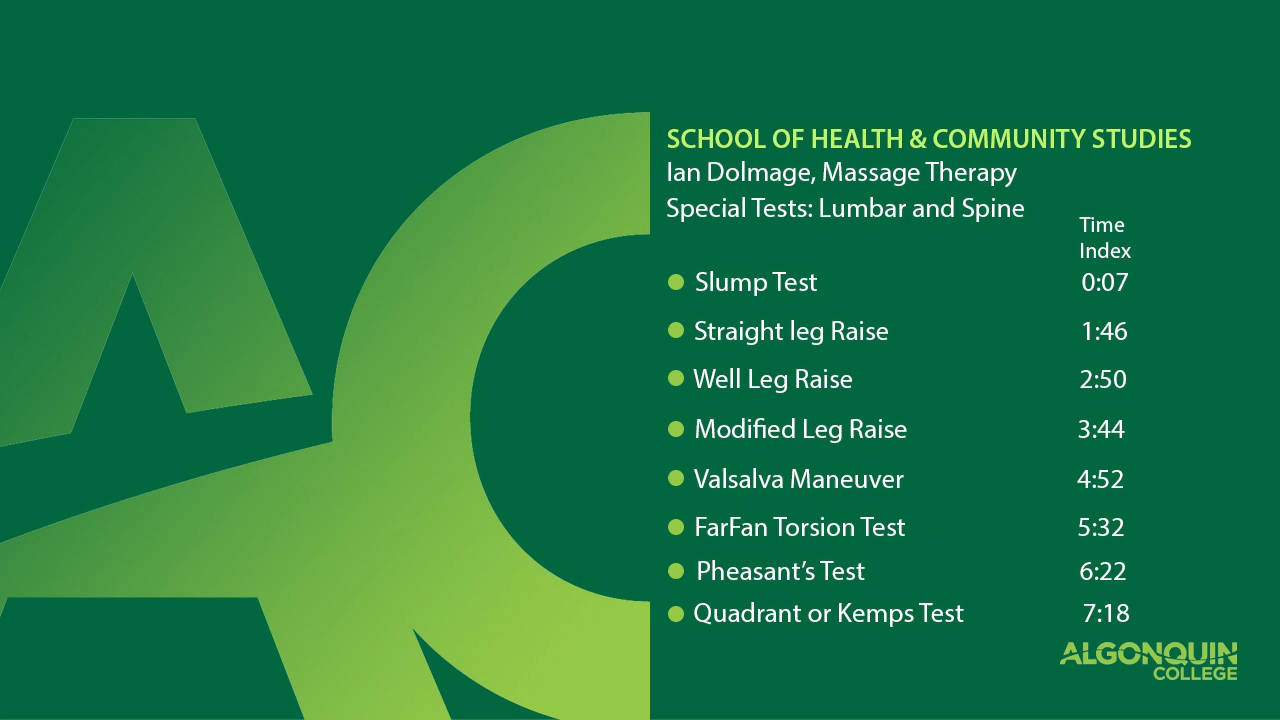 SCHOOL OF HEALTH & COMMUNITY STUDIES
Ian Dolmage, Massage Therapy
Special Tests: Lumbar and Spine
Time
Index
Slump Test 0:07
Straight leg Raise 1:46
Well Leg Raise 2:50
Modified Leg Raise 3:44
Valsalva Maneuver 4:52
FarFan Torsion Test 5:32
Pheasant’s Test 6:22
Quadrant or Kemps Test 7:18
ALGONQUIN
COLLEGE